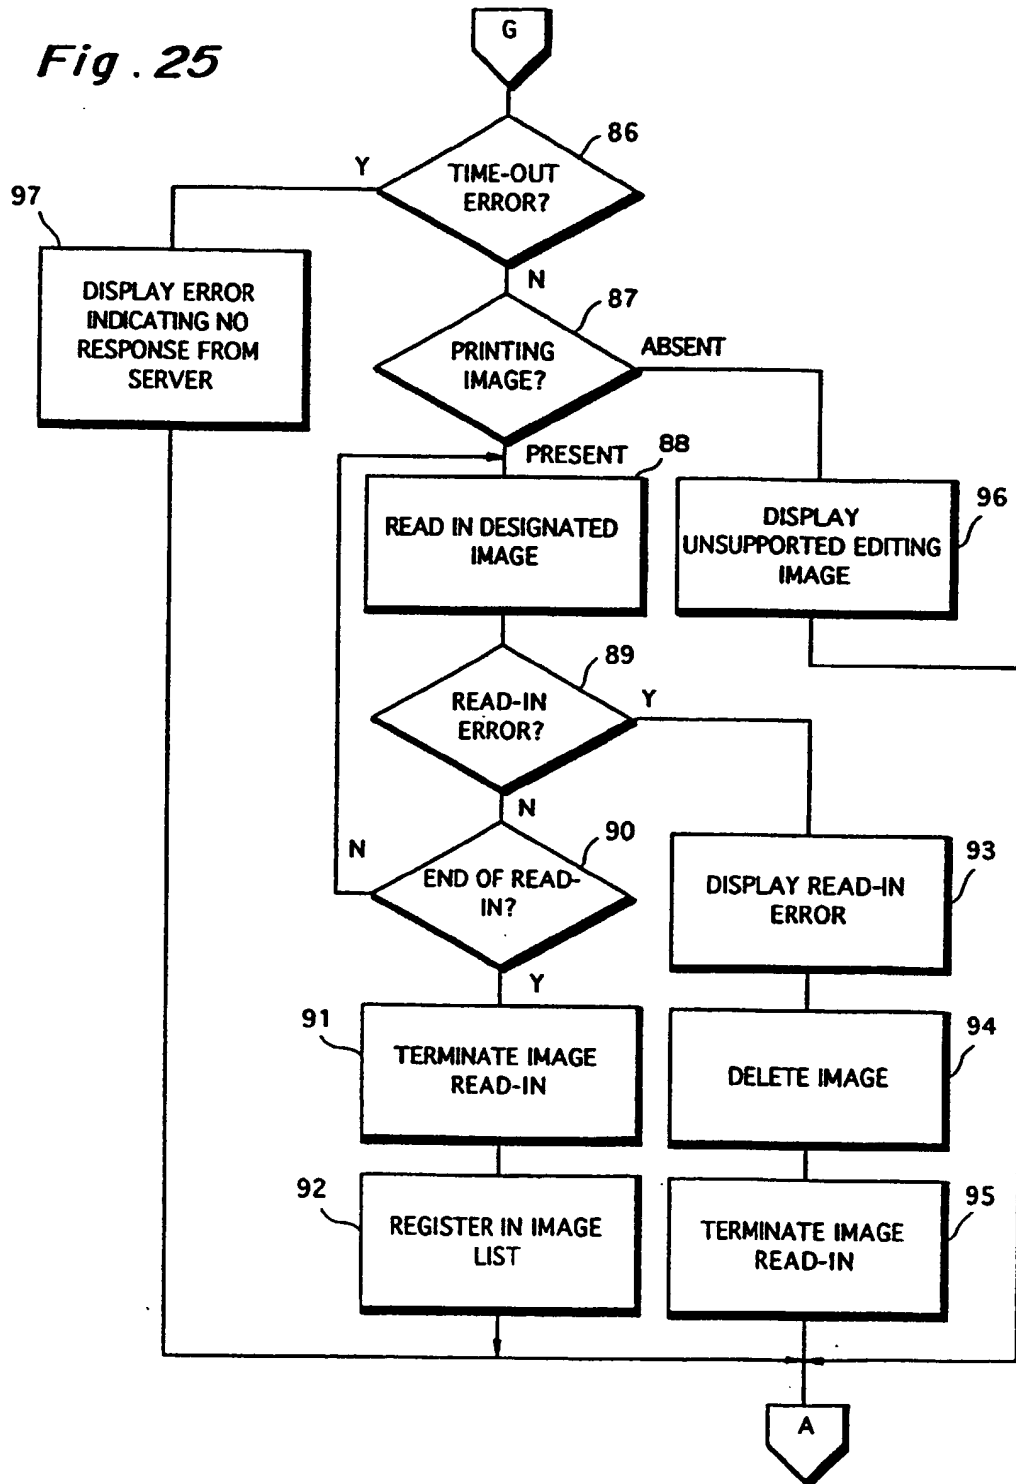 Fig. 25
G
86
TIME-OUT
ERROR?
Y
N
97
DISPLAY ERROR
INDICATING NO
RESPONSE FROM
SERVER
87
PRINTING
IMAGE?
ABSENT
PRESENT
88
READ IN DESIGNATED
IMAGE
96
DISPLAY
UNSUPPORTED EDITING
IMAGE
89
READ-IN
ERROR?
Y
N
90
END OF READ-
IN?
N
Y
93
DISPLAY READ-IN
ERROR
91
TERMINATE IMAGE
READ-IN
94
DELETE IMAGE
92
REGISTER IN IMAGE
LIST
95
TERMINATE IMAGE
READ-IN
A